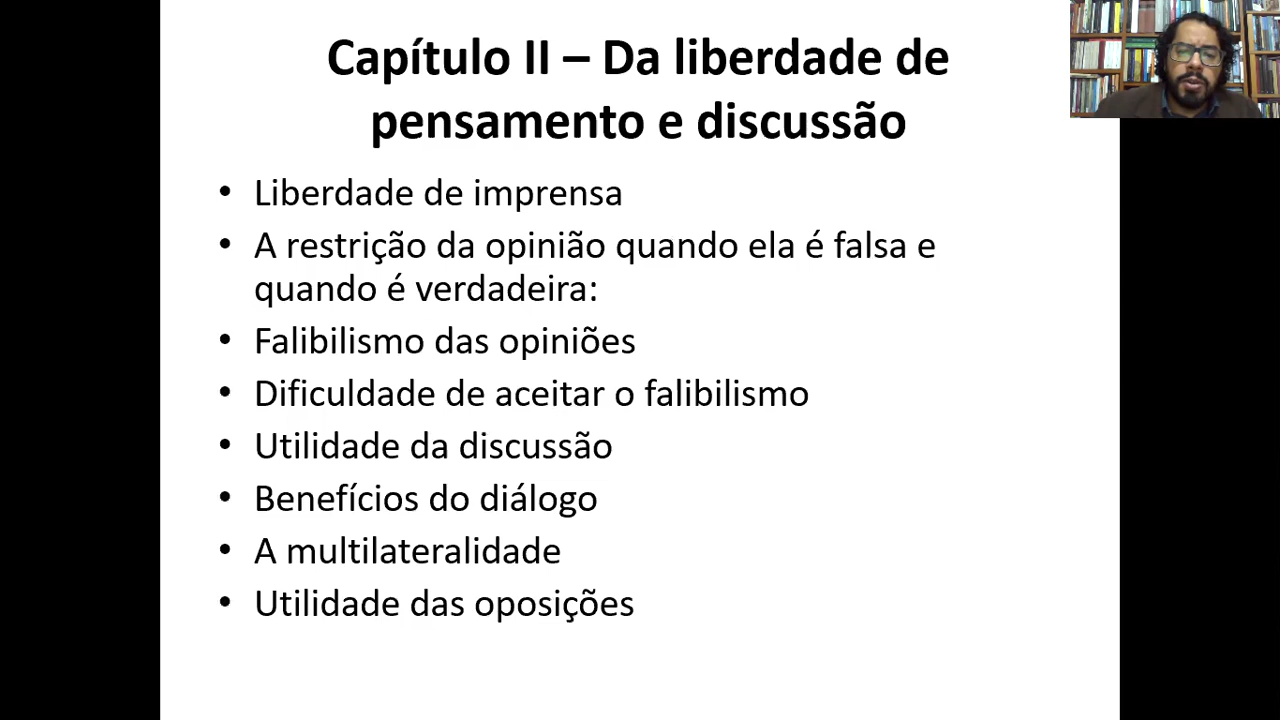 Capítulo II – Da liberdade de
pensamento e discussão
• Liberdade de imprensa
• A restrição da opinião quando ela é falsa e
quando é verdadeira:
• Falibilismo das opiniões
• Dificuldade de aceitar o falibilismo
• Utilidade da discussão
• Benefícios do diálogo
• A multilateralidade
• Utilidade das oposições